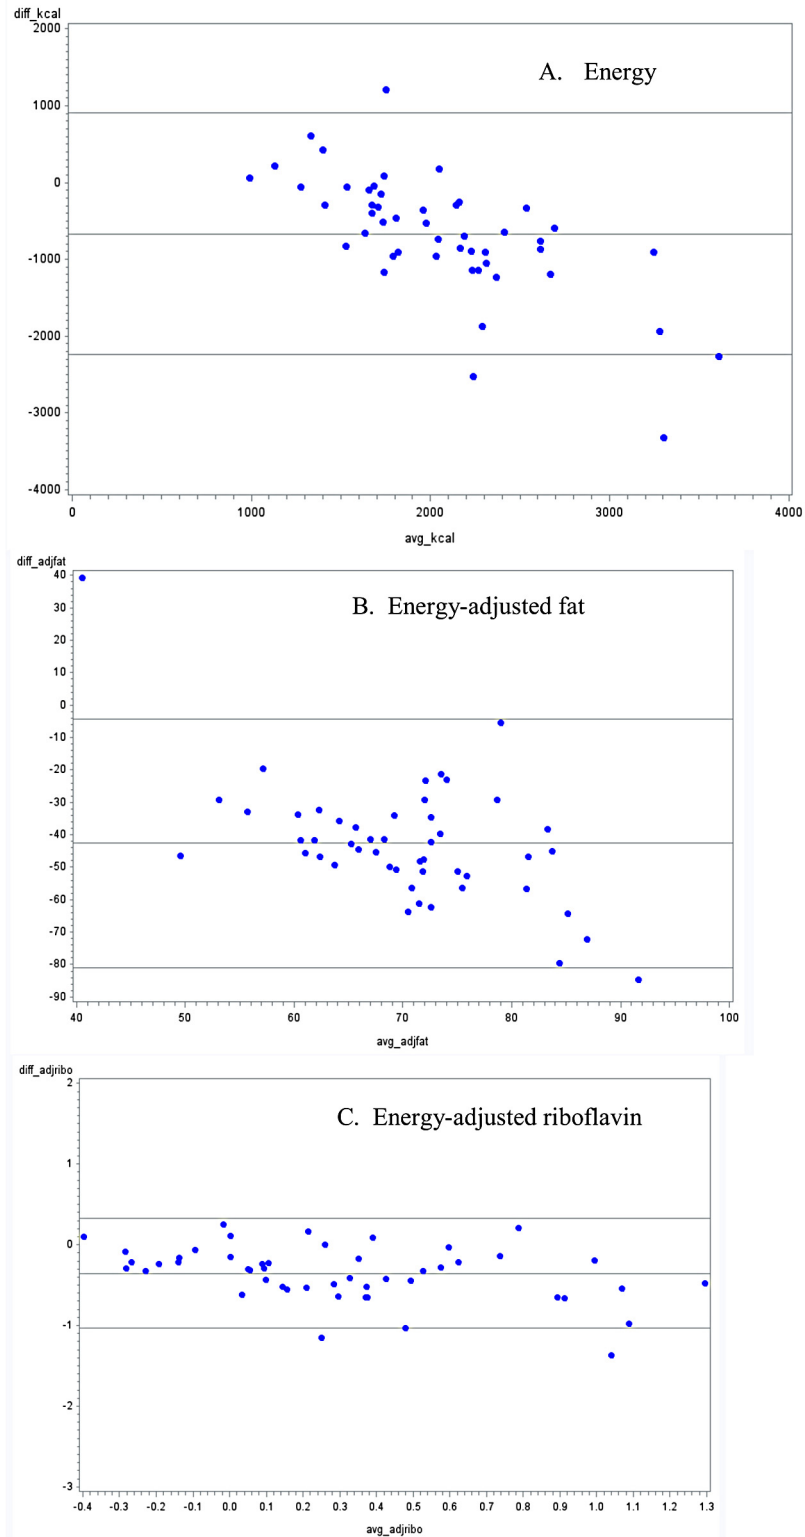 diff_kcal
2000
A. Energy
1000
0
-1000
-2000
-3000
-4000
0 1000 2000 3000 4000
avg_kcal
diff_adjfat
40
B. Energy-adjusted fat
30
20
10
0
-10
-20
-30
-40
-50
-60
-70
-80
-90
40 50 60 70 80 90 100
avg_adjfat
diff_adjribo
2
C. Energy-adjusted riboflavin
1
0
-1
-2
-3
-0.4 -0.3 -0.2 -0.1 0.0 0.1 0.2 0.3 0.4 0.5 0.6 0.7 0.8 0.9 1.0 1.1 1.2 1.3
avg_adjribo